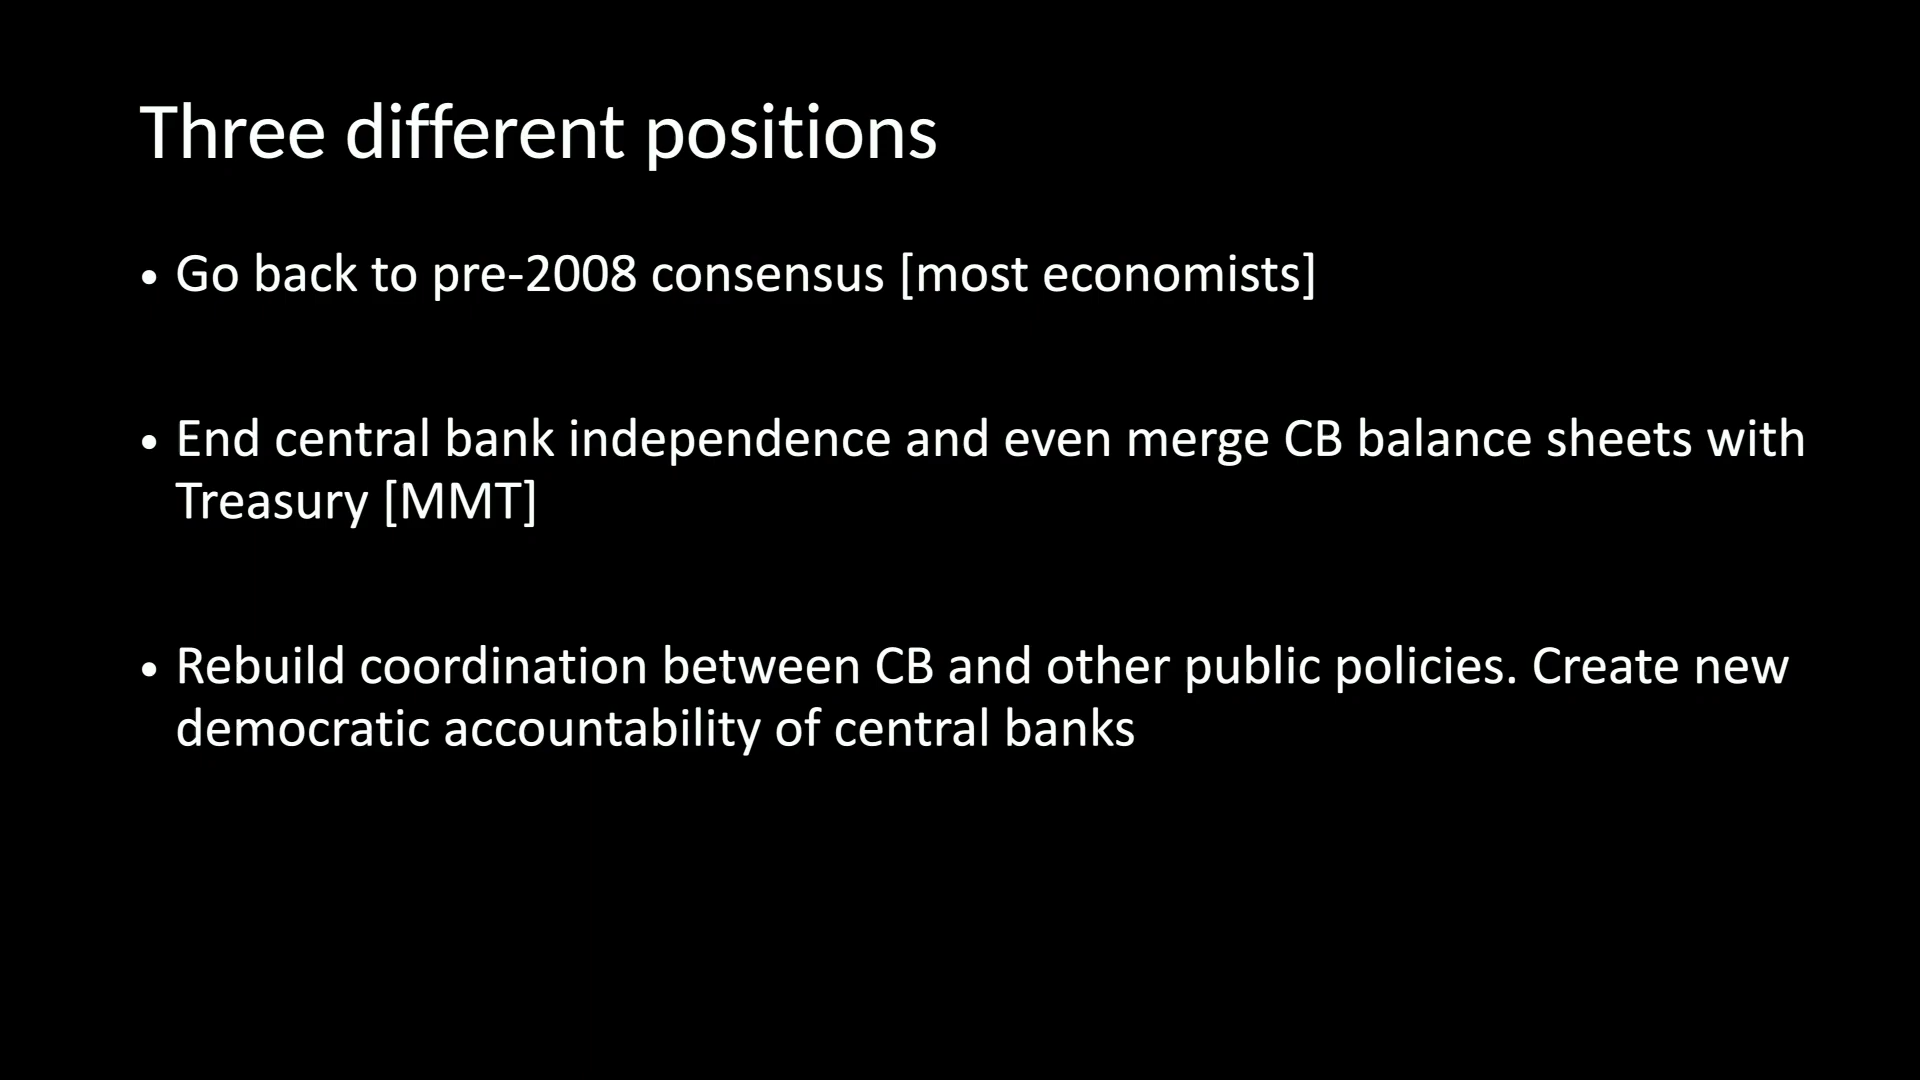 Three different positions
• Go back to pre-2008 consensus [most economists]
• End central bank independence and even merge CB balance sheets with
Treasury [MMT]
• Rebuild coordination between CB and other public policies. Create new
democratic accountability of central banks